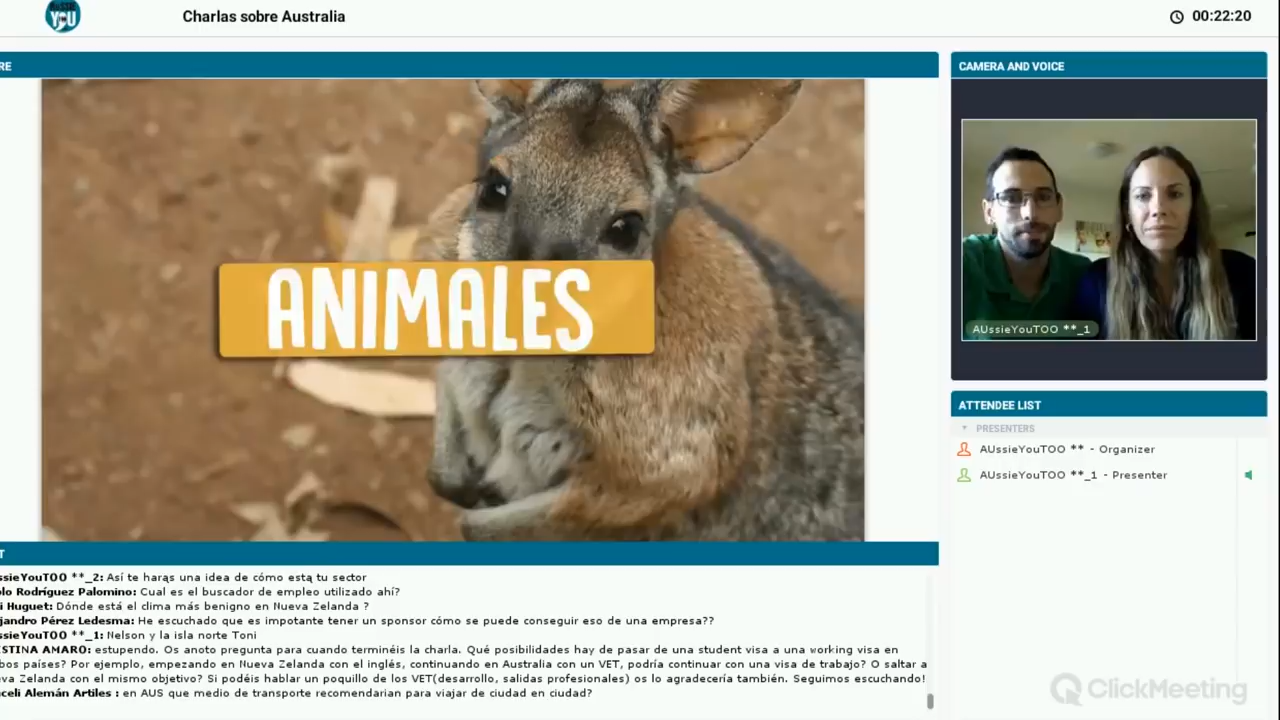 YOU
Charlas sobre Australia
00:22:20
RE
CAMERA AND VOICE
ANIMALES
AUssieYouTOO **_1
ATTENDEE LIST
PRESENTERS
AUssieYouTOO ** - Organizer
AUssieYouTOO **_1 - Presenter
T
ssieYouTOO **_2: Así te harąs una idea de cómo estą tu sector
lo Rodríguez Palomino: Cual es el buscador de empleo utilizado ahí?
i Huguet: Dónde está el clima más benigno en Nueva Zelanda ?
jandro Pérez Ledesma: He escuchado que es impotante tener un sponsor cómo se puede conseguir eso de una empresa??
ssieYouTOO **_1: Nelson y la isla norte Toni
STINA AMARO: estupendo. Os anoto pregunta para cuando terminéis la charla. Qué posibilidades hay de pasar de una student visa a una working visa en
bos países? Por ejemplo, empezando en Nueva Zelanda con el inglés, continuando en Australia con un VET, podría continuar con una visa de trabajo? O saltar a
va Zelanda con el mismo objetivo? Si podéis hablar un poquillo de los VET(desarrollo, salidas profesionales) os lo agradecería también. Seguimos escuchando!
celi Alemán Artiles : en AUS que medio de transporte recomendarian para viajar de ciudad en ciudad?
ClickMeeting